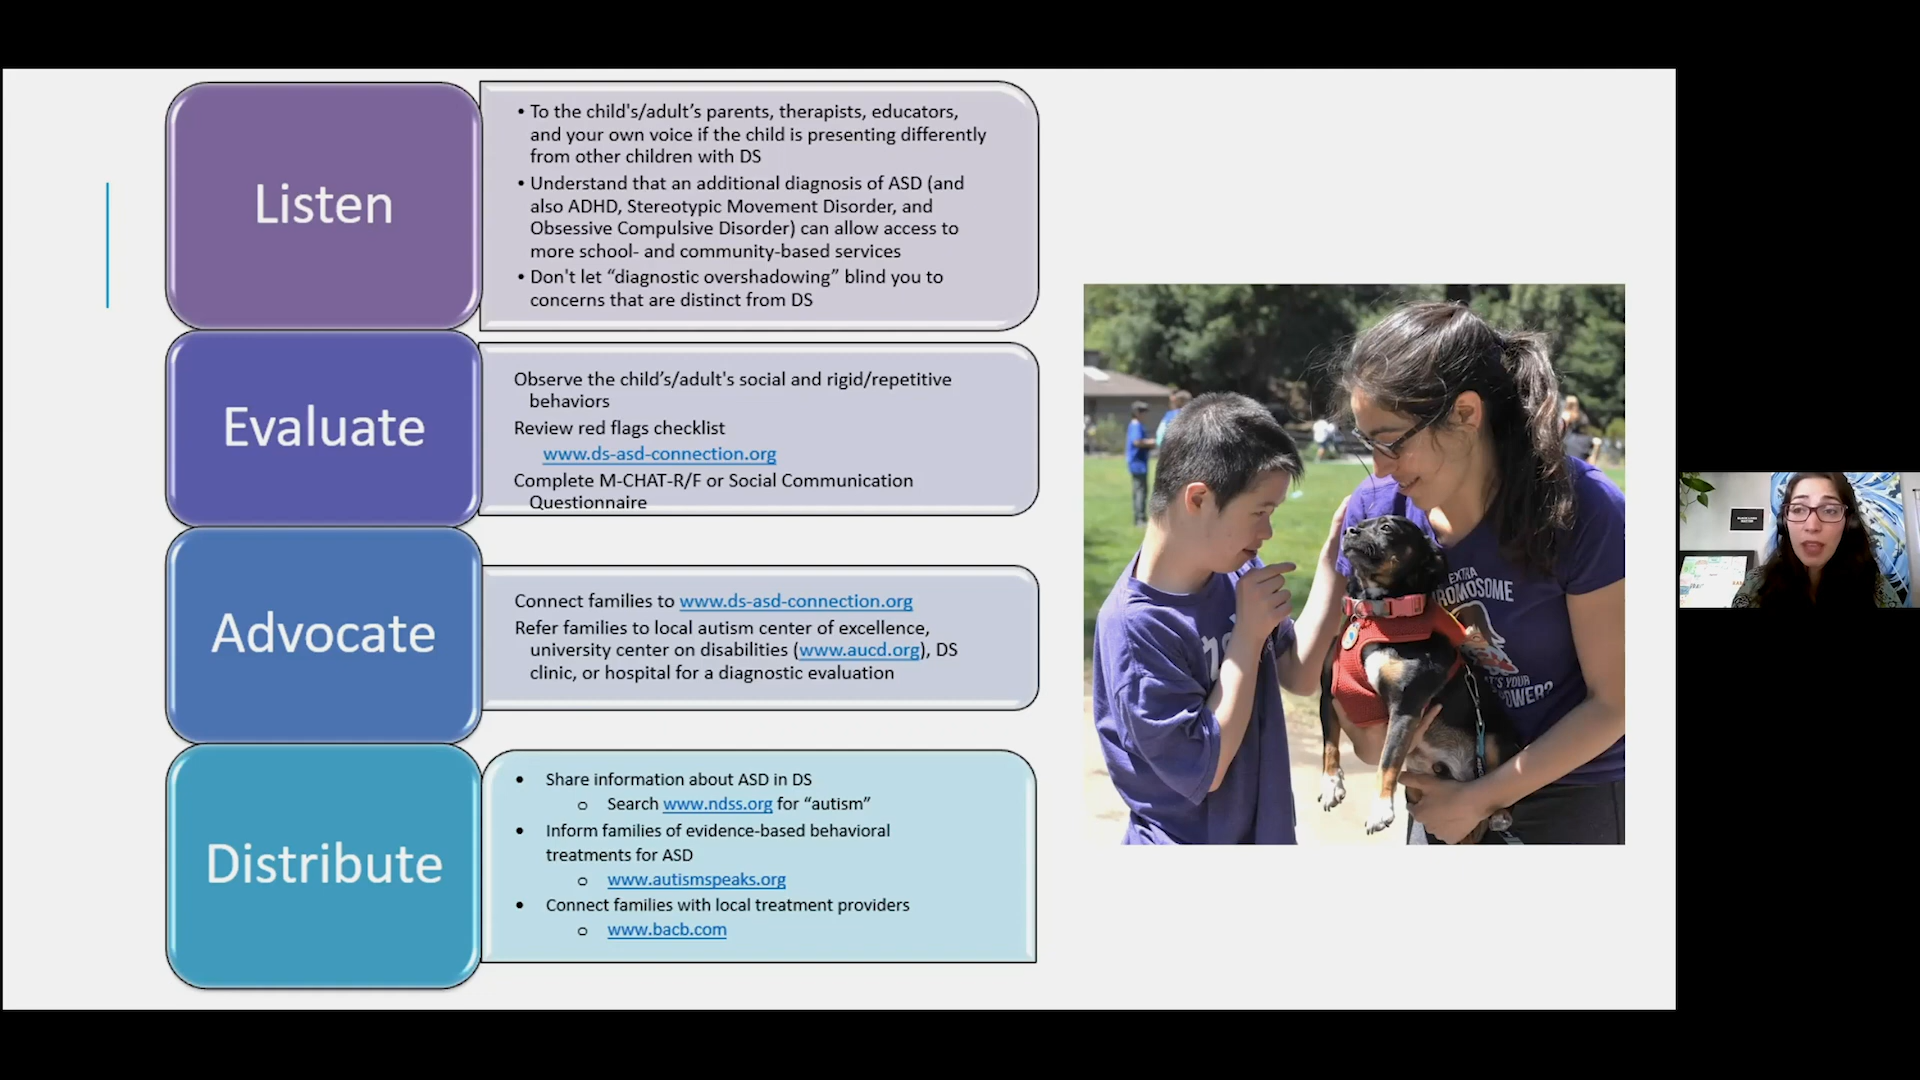 Listen
• To the child's/adult’s parents, therapists, educators,
and your own voice if the child is presenting differently
from other children with DS
• Understand that an additional diagnosis of ASD (and
also ADHD, Stereotypic Movement Disorder, and
Obsessive Compulsive Disorder) can allow access to
more school- and community-based services
• Don't let “diagnostic overshadowing” blind you to
concerns that are distinct from DS
Evaluate
Observe the child’s/adult's social and rigid/repetitive
behaviors
Review red flags checklist
www.ds-asd-connection.org
Complete M-CHAT-R/F or Social Communication
Questionnaire
Advocate
Connect families to www.ds-asd-connection.org
Refer families to local autism center of excellence,
university center on disabilities (www.aucd.org), DS
clinic, or hospital for a diagnostic evaluation
Distribute
• Share information about ASD in DS
o Search www.ndss.org for “autism”
• Inform families of evidence-based behavioral
treatments for ASD
o www.autismspeaks.org
• Connect families with local treatment providers
o www.bacb.com
EXTRA
ROMOSOME
T'S YOUR
POWER?